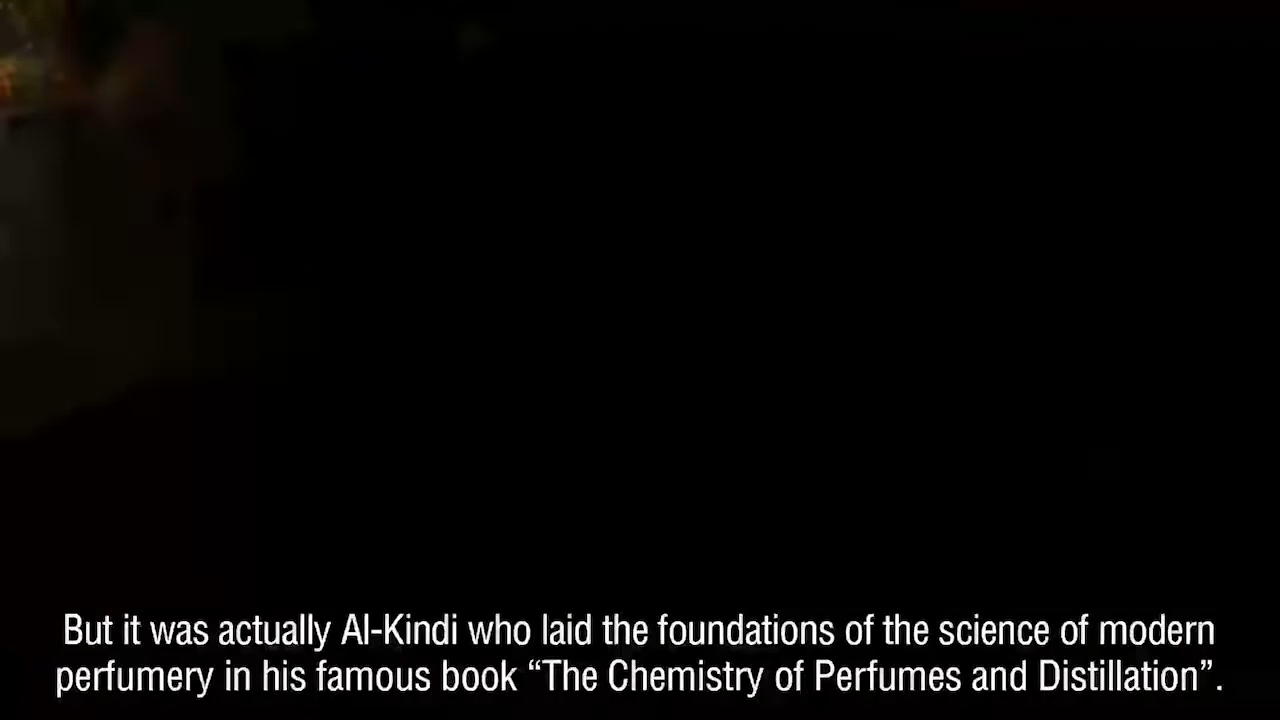 But it was actually Al-Kindi who laid the foundations of the science of modern
perfumery in his famous book “The Chemistry of Perfumes and Distillation”.